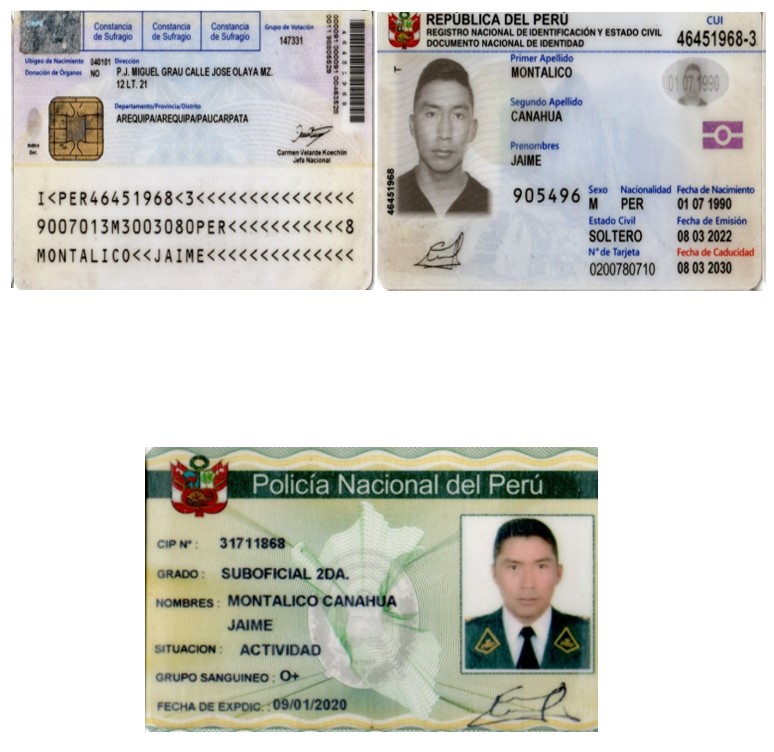 Constancia de Sufragio
Constancia de Sufragio
Constancia de Sufragio
Grupo de Votación
147331
Ubigeo de Nacimiento 040101 Dirección
Donación de Órganos NO P.J. MIGUEL GRAU CALLE JOSE OLAYA MZ.
12 LT. 21
Departamento/Provincia/Distrito
AREQUIPA/AREQUIPA/PAUCARPATA
Carmen Velarde Koechlin
Jefa Nacional
I<PER46451968<3<<<<<<<<<<<<<<<
9007013M3003080PER<<<<<<<<<<<8
MONTALICO<<JAIME<<<<<<<<<<<<<<
REPÚBLICA DEL PERÚ
REGISTRO NACIONAL DE IDENTIFICACIÓN Y ESTADO CIVIL
DOCUMENTO NACIONAL DE IDENTIDAD
CUI
46451968-3
T
46451968
Primer Apellido
MONTALICO
01 07 1990
Segundo Apellido
CANAHUA
Prenombres
JAIME
905496
Sexo Nacionalidad Fecha de Nacimiento
M PER 01 07 1990
Estado Civil Fecha de Emisión
SOLTERO 08 03 2022
N° de Tarjeta Fecha de Caducidad
0200780710 08 03 2030
Policía Nacional del Perú
CIP N° : 31711868
GRADO : SUBOFICIAL 2DA.
NOMBRES : MONTALICO CANAHUA
JAIME
SITUACION : ACTIVIDAD
GRUPO SANGUINEO : O+
FECHA DE EXPDIC. : 09/01/2020